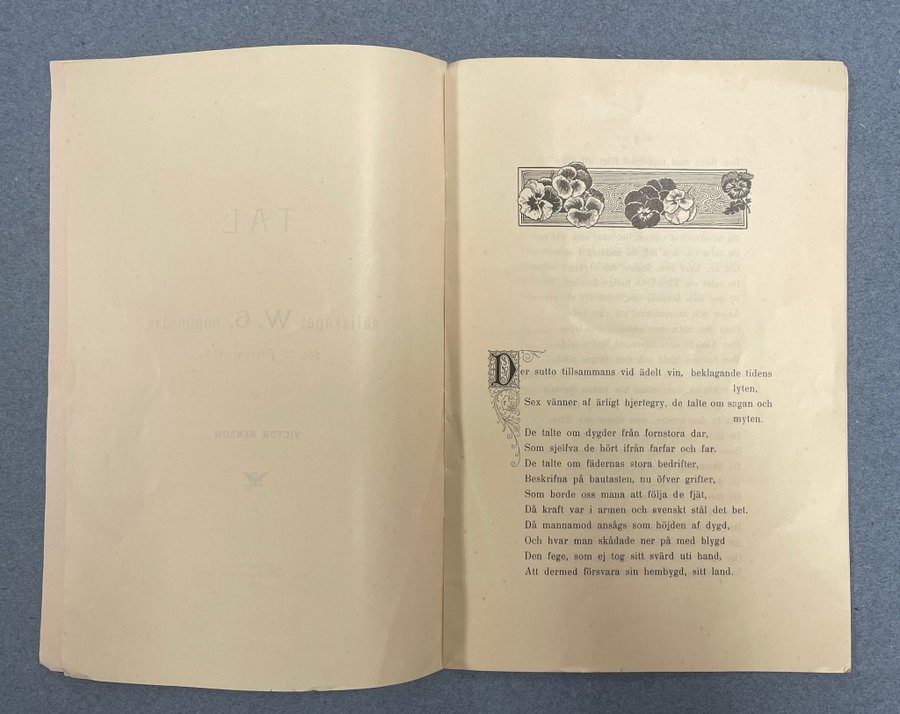 TAL
sällskapet W. 6. högtidsdag
den 25 Februari
VICTOR BENSOW
Der sutto tillsammans vid ädelt vin, beklagande tidens
lyten,
Sex vänner af ärligt hjertegry, de talte om sagan och
myten.
De talte om dygder från fornstora dar,
Som sjelfva de hört ifrån farfar och far.
De talte om fädernas stora bedrifter,
Beskrifna på bautasten, nu öfver grifter,
Som borde oss mana att följa de fjät,
Då kraft var i armen och svenskt stål det bet.
Då mannamod ansågs som höjden af dygd,
Och hvar man skådade ner på med blygd
Den fege, som ej tog sitt svärd uti hand,
Att dermed försvara sin hembygd, sitt land.